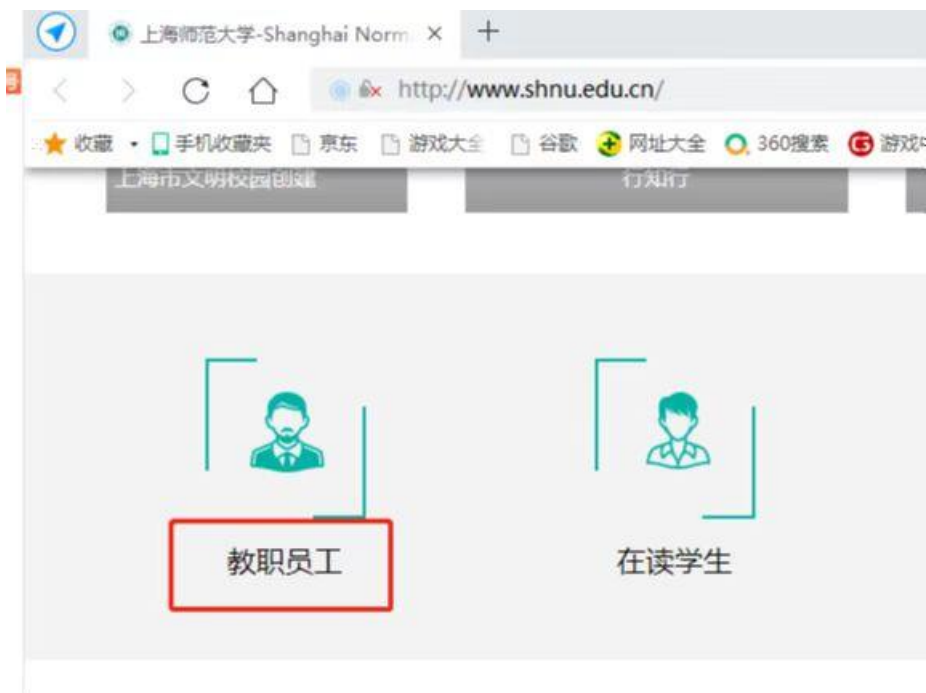 上海师范大学-Shanghai Norm
http://www.shnu.edu.cn/
收藏 手机收藏夹 京东 游戏大全 谷歌 网址大全 360搜索 游戏中
上海市文明校园创建 行知行
教职员工 在读学生